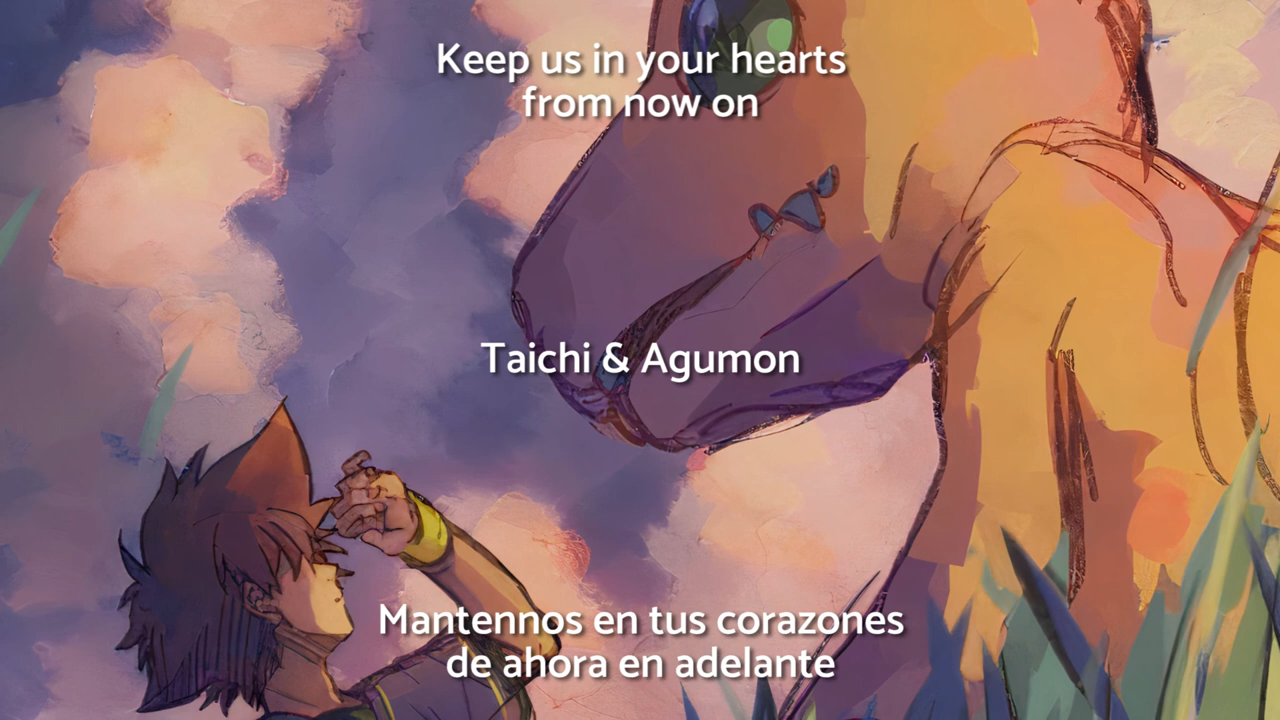 Keep us in your hearts
from now on
Taichi & Agumon
Mantennos en tus corazones
de ahora en adelante